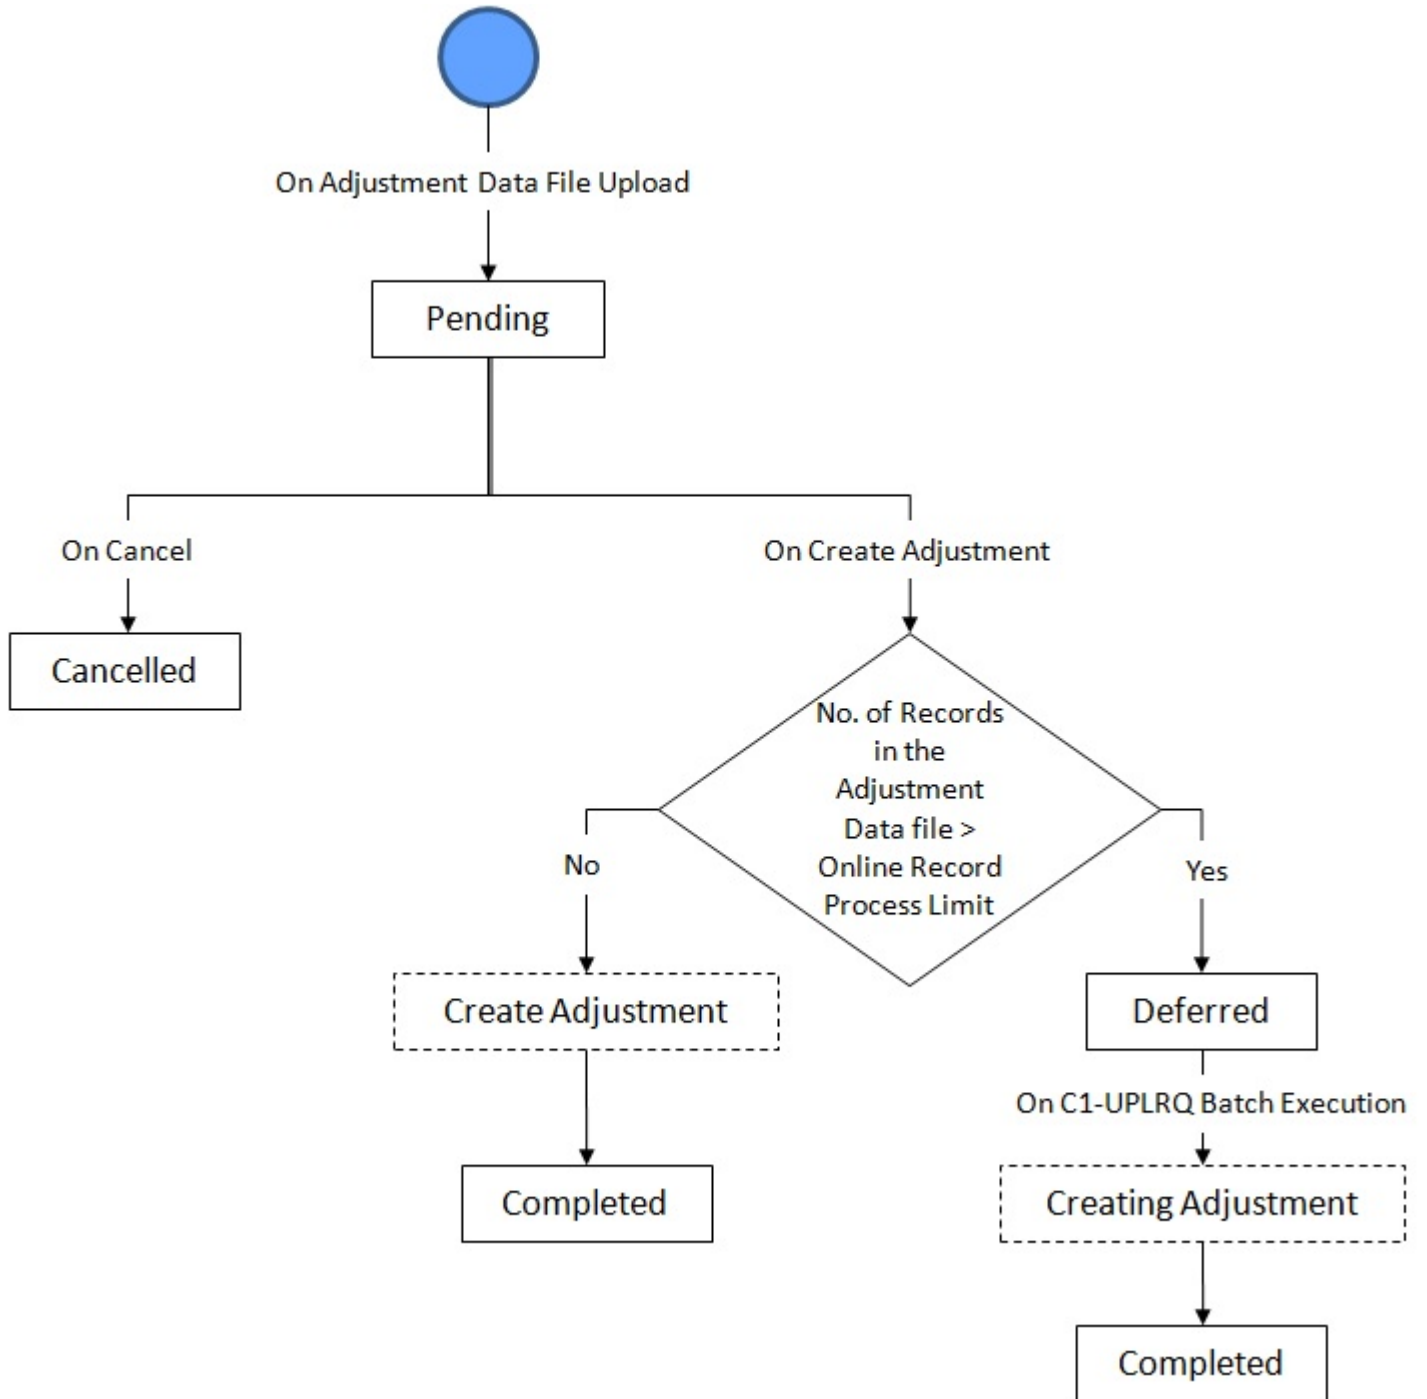 On Adjustment Data File Upload
Pending
On Cancel
On Create Adjustment
Cancelled
No. of Records
in the
Adjustment
Data file >
Online Record
Process Limit
No
Yes
Create Adjustment
Deferred
On C1-UPLRQ Batch Execution
Completed
Creating Adjustment
Completed